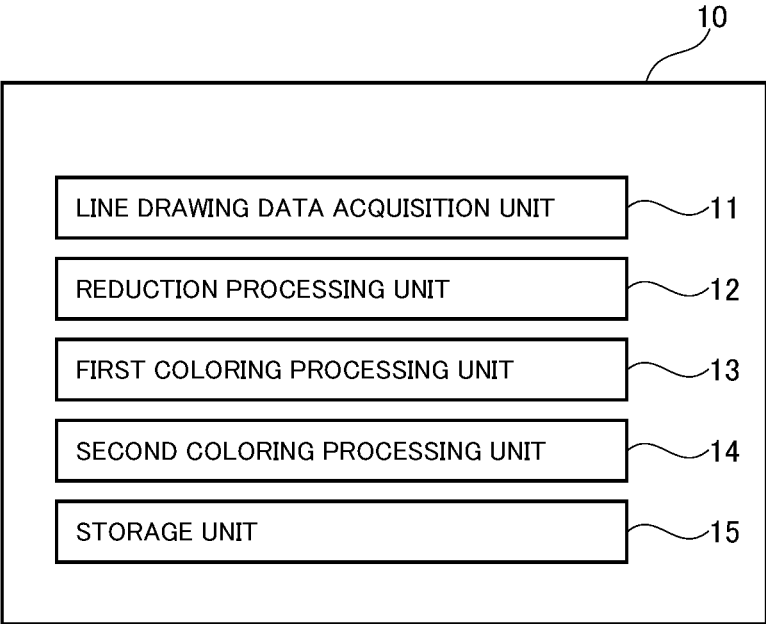 10
LINE DRAWING DATA ACQUISITION UNIT 11
REDUCTION PROCESSING UNIT 12
FIRST COLORING PROCESSING UNIT 13
SECOND COLORING PROCESSING UNIT 14
STORAGE UNIT 15